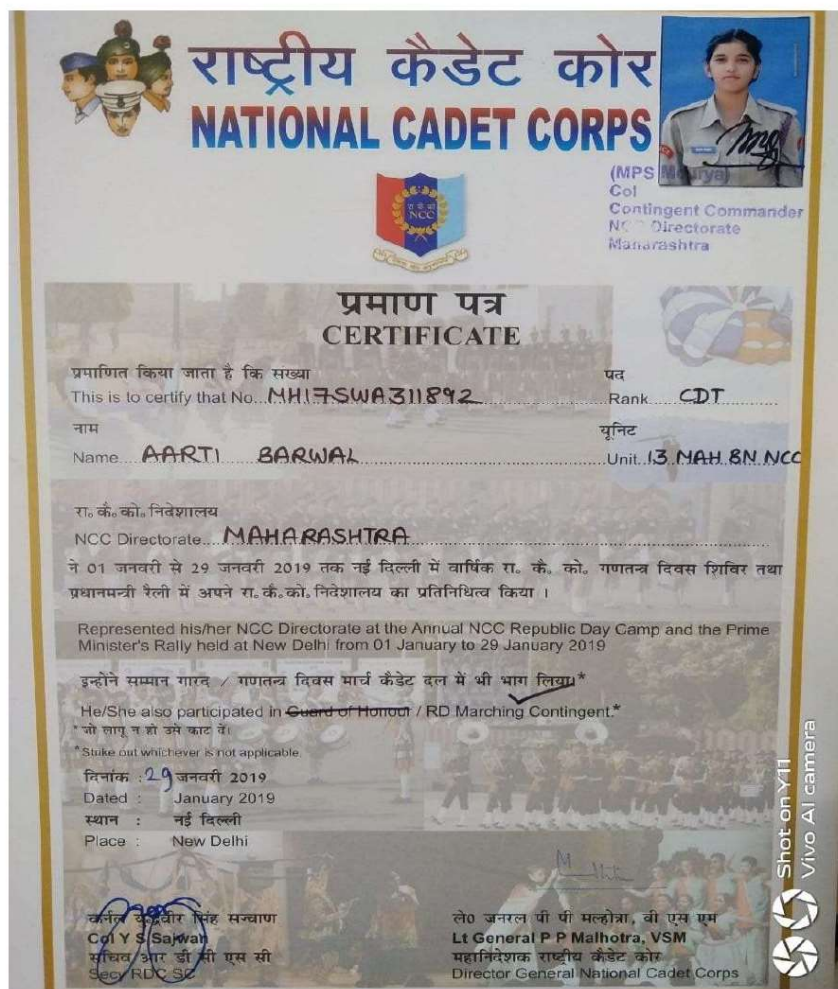 राष्ट्रीय कैडेट कोर
NATIONAL CADET CORPS
(MPS Mourya)
Col
Contingent Commander
NCC Directorate
Maharashtra
रा कै को
NCC
प्रमाण पत्र
CERTIFICATE
प्रमाणित किया जाता है कि संख्या पद
This is to certify that No. MH17SWA311892 Rank CDT
नाम यूनिट
Name AARTI BARWAL Unit 13 MAH BN NCC
रा॰ कै॰ को॰ निदेशालय
NCC Directorate MAHARASHTRA
ने 01 जनवरी से 29 जनवरी 2019 तक नई दिल्ली में वार्षिक रा॰ कै॰ को॰ गणतन्त्र दिवस शिविर तथा
प्रधानमन्त्री रैली में अपने रा॰ कै॰ को॰ निदेशालय का प्रतिनिधित्व किया ।
Represented his/her NCC Directorate at the Annual NCC Republic Day Camp and the Prime
Minister's Rally held at New Delhi from 01 January to 29 January 2019
इन्होंने सम्मान गारद / गणतन्त्र दिवस मार्च कैडेट दल में भी भाग लिया।*
He/She also participated in Guard of Honour / RD Marching Contingent.*
* जो लागू न हो उसे काट दें।
*Stuke out whichever is not applicable.
दिनांक : 29 जनवरी 2019
Dated : January 2019
स्थान : नई दिल्ली
Place : New Delhi
कर्नल युद्धवीर सिंह सज्वाण
Col Y S Sajwan
सचिव आर डी सी एस सी
Secy RDC SC
ले0 जनरल पी पी मल्होत्रा, वी एस एम
Lt General P P Malhotra, VSM
महानिदेशक राष्ट्रीय कैडेट कोर
Director General National Cadet Corps
Shot on Y11
Vivo AI camera